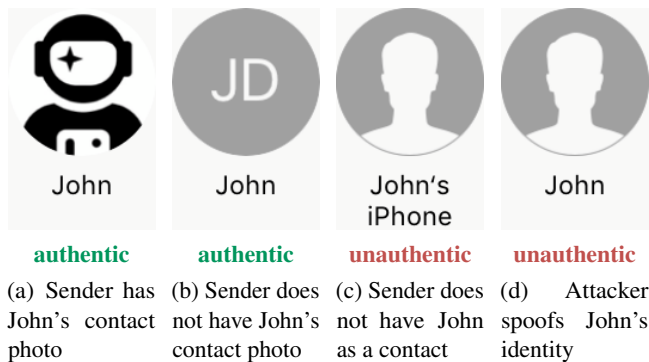 JD
John
John
John's
iPhone
John
authentic
authentic
unauthentic
unauthentic
(a) Sender has
John's contact
photo
(b) Sender does
not have John's
contact photo
(c) Sender does
not have John
as a contact
(d) Attacker
spoofs John's
identity